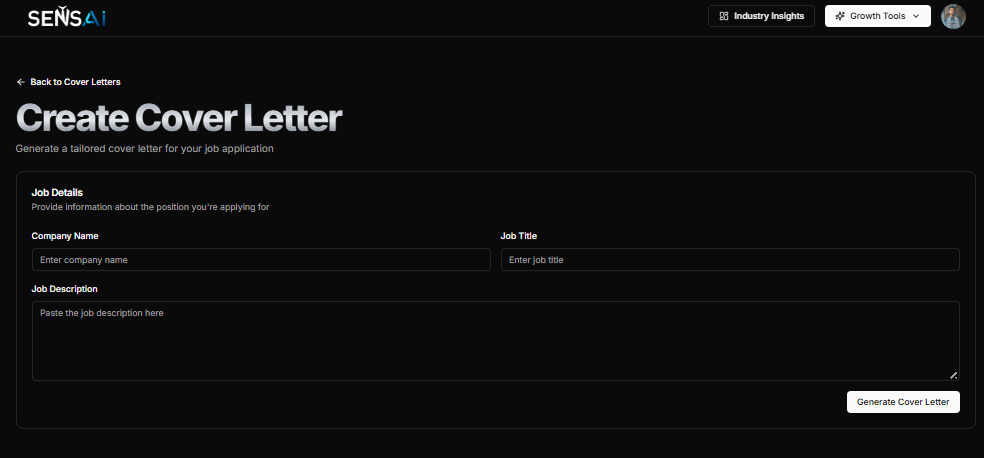 SENSAi
Industry Insights
Growth Tools
Back to Cover Letters
Create Cover Letter
Generate a tailored cover letter for your job application
Job Details
Provide information about the position you're applying for
Company Name
Job Title
Enter company name
Enter job title
Job Description
Paste the job description here
Generate Cover Letter